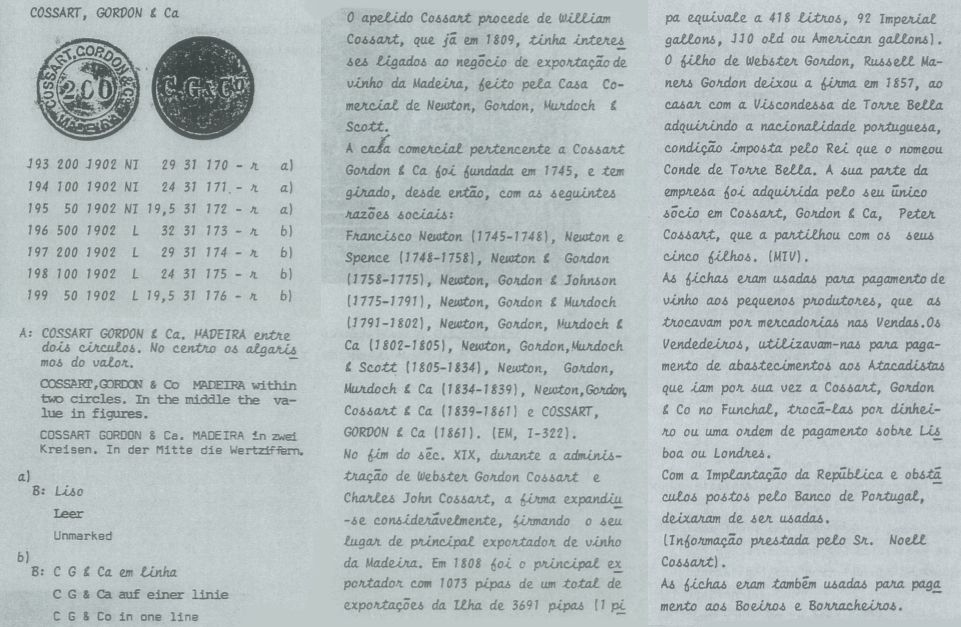 COSSART, GORDON & Ca
COSSART, GORDON & Co.
200
MADEIRA
C. G & Co
193 200 1902 NI 29 31 170 - r a)
194 100 1902 NI 24 31 171 - r a)
195 50 1902 NI 19,5 31 172 - r a)
196 500 1902 L 32 31 173 - r b)
197 200 1902 L 29 31 174 - r b)
198 100 1902 L 24 31 175 - r b)
199 50 1902 L 19,5 31 176 - r b)
A: COSSART GORDON & Ca. MADEIRA entre
dois circulos. No centro os algaris
mos do valor.
COSSART,GORDON & Co MADEIRA within
two circles. In the middle the va-
lue in figures.
COSSART GORDON & Ca. MADEIRA in zwei
Kreisen. In der Mitte die Wertziffern.
a)
B: Liso
Leer
Unmarked
b)
B: C G & Ca em linha
C G & Ca auf einer linie
C G & Co in one line
O apelido Cossart procede de William
Cossart, que já em 1809, tinha interes
ses ligados ao negócio de exportação de
vinho da Madeira, feito pela Casa Co-
mercial de Newton, Gordon, Murdoch &
Scott.
A casa comercial pertencente a Cossart
Gordon & Ca foi fundada em 1745, e tem
girado, desde então, com as seguintes
razões sociais:
Francisco Newton (1745-1748), Newton e
Spence (1748-1758), Newton & Gordon
(1758-1775), Newton, Gordon & Johnson
(1775-1791), Newton, Gordon & Murdoch
(1791-1802), Newton, Gordon, Murdoch &
Ca (1802-1805), Newton, Gordon,Murdoch
& Scott (1805-1834), Newton, Gordon,
Murdoch & Ca (1834-1839), Newton,Gordon,
Cossart & Ca (1839-1861) e COSSART,
GORDON & Ca (1861). (EM, I-322).
No fim do séc. XIX, durante a adminis-
tração de Webster Gordon Cossart e
Charles John Cossart, a firma expandiu
-se considerávelmente, firmando o seu
lugar de principal exportador de vinho
da Madeira. Em 1808 foi o principal ex
portador com 1073 pipas de um total de
exportações da Ilha de 3691 pipas (1 pi
pa equivale a 418 litros, 92 Imperial
gallons, 110 old ou American gallons).
O filho de Webster Gordon, Russell Ma-
ners Gordon deixou a firma em 1857, ao
casar com a Viscondessa de Torre Bella
adquirindo a nacionalidade portuguesa,
condição imposta pelo Rei que o nomeou
Conde de Torre Bella. A sua parte da
empresa foi adquirida pelo seu único
sócio em Cossart, Gordon & Ca, Peter
Cossart, que a partilhou com os seus
cinco filhos. (MIV).
As fichas eram usadas para pagamento de
vinho aos pequenos produtores, que as
trocavam por mercadorias nas Vendas.Os
Vendedeiros, utilizavam-nas para paga-
mento de abastecimentos aos Atacadistas
que iam por sua vez a Cossart, Gordon
& Co no Funchal, trocá-las por dinhei-
ro ou uma ordem de pagamento sobre Lis
boa ou Londres.
Com a Implantação da República e obstá
culos postos pelo Banco de Portugal,
deixaram de ser usadas.
(Informação prestada pelo Sr. Noell
Cossart).
As fichas eram também usadas para paga
mento aos Boeiros e Borracheiros.